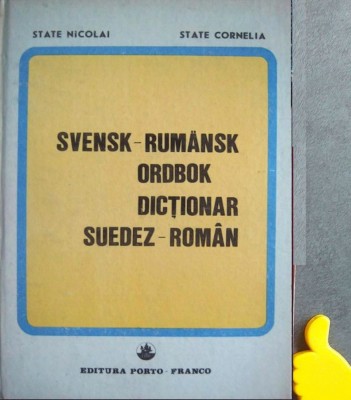 STATE NiCOLAI STATE CORNELIA
SVENSK-RUMÄNSK
ORDBOK
DICȚIONAR
SUEDEZ-ROMÂN
EDITURA PORTO-FRANCO